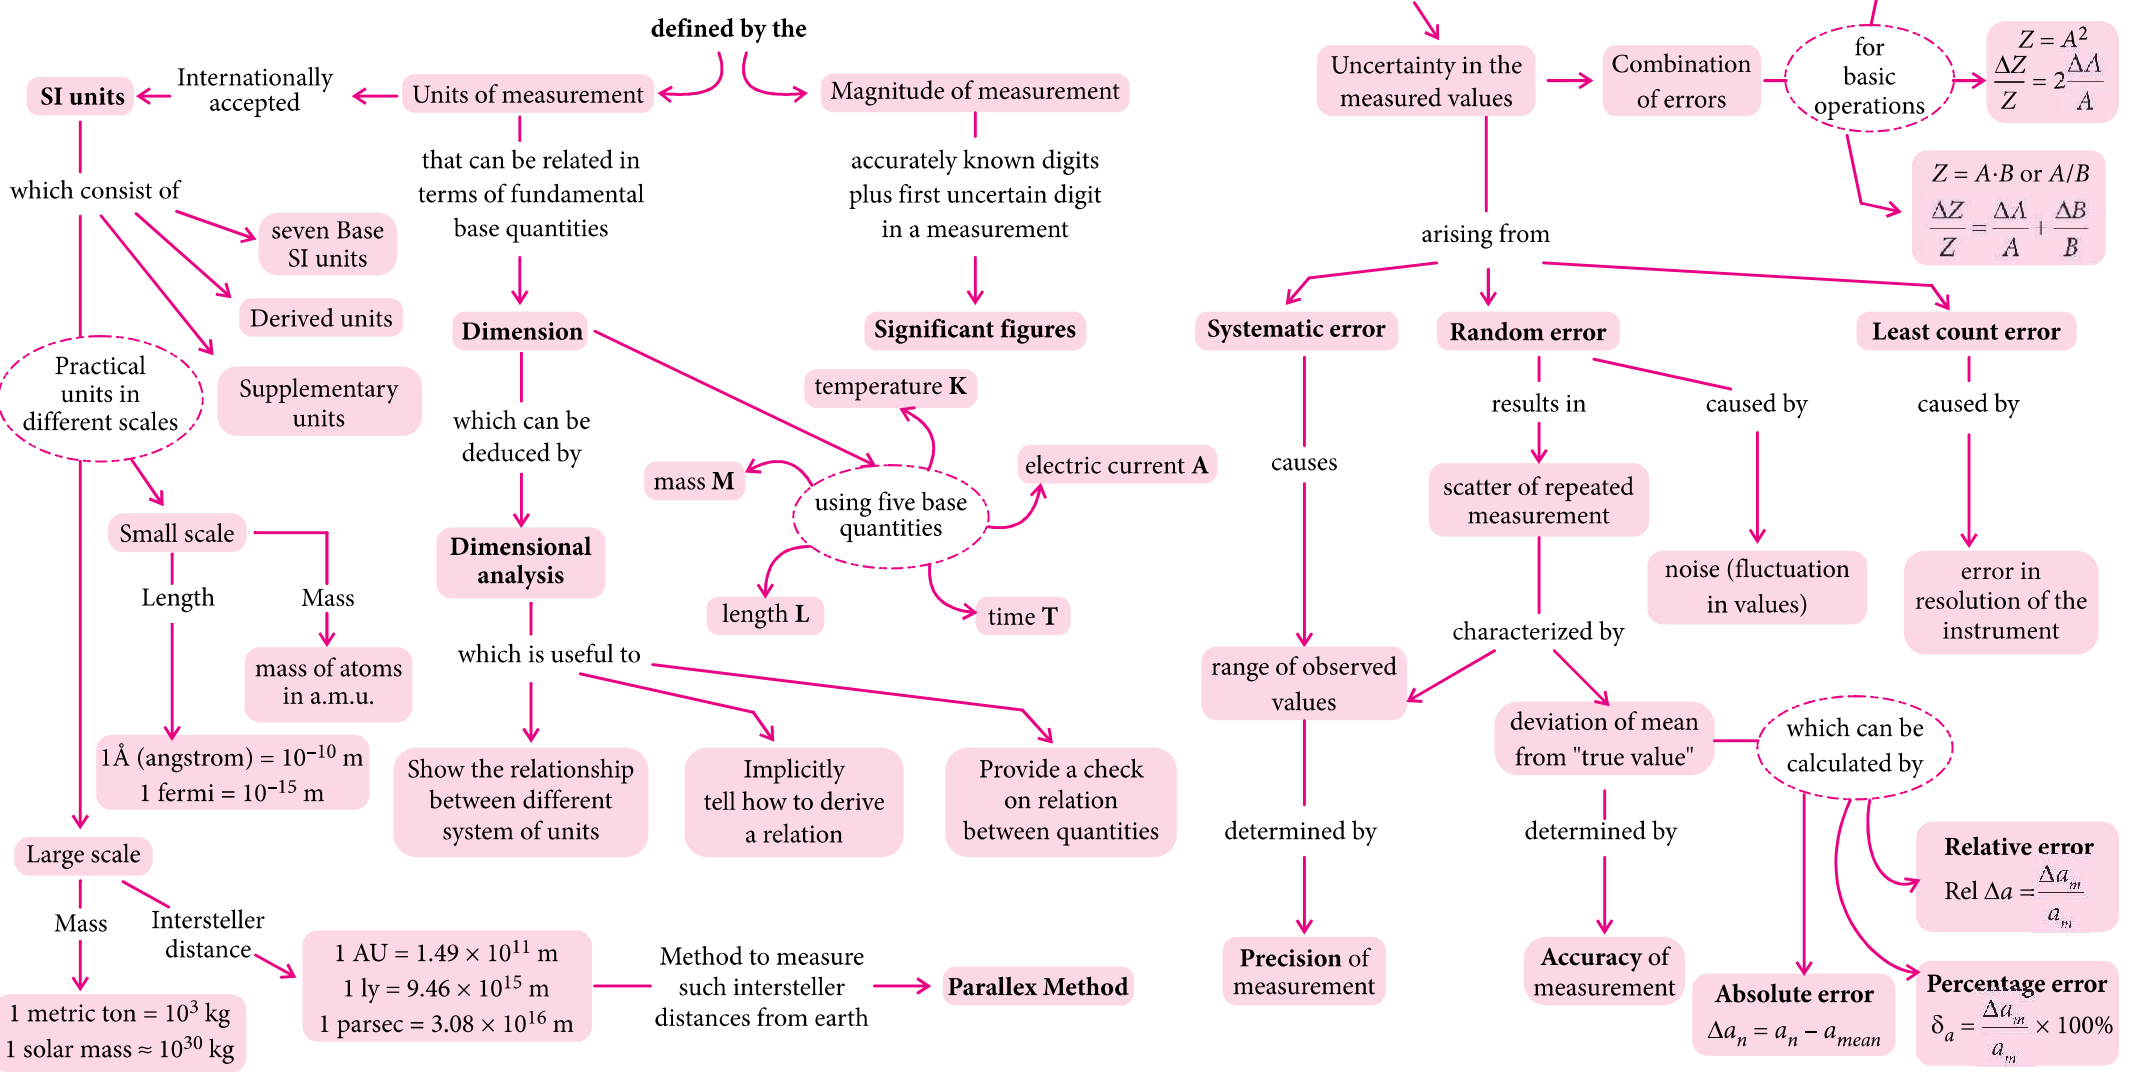 defined by the
SI units
Internationally
accepted
Units of measurement
Magnitude of measurement
which consist of
seven Base
SI units
Derived units
Supplementary
units
Practical
units in
different scales
Small scale
Length
Mass
mass of atoms
in a.m.u.
1Å (angstrom) = 10⁻¹⁰ m
1 fermi = 10⁻¹⁵ m
Large scale
Mass
Intersteller
distance
1 metric ton = 10³ kg
1 solar mass ≈ 10³⁰ kg
1 AU = 1.49 × 10¹¹ m
1 ly = 9.46 × 10¹⁵ m
1 parsec = 3.08 × 10¹⁶ m
Method to measure
such intersteller
distances from earth
Parallex Method
that can be related in
terms of fundamental
base quantities
Dimension
which can be
deduced by
Dimensional
analysis
which is useful to
Show the relationship
between different
system of units
Implicitly
tell how to derive
a relation
Provide a check
on relation
between quantities
using five base
quantities
temperature K
mass M
electric current A
length L
time T
accurately known digits
plus first uncertain digit
in a measurement
Significant figures
Uncertainty in the
measured values
Combination
of errors
for
basic
operations
Z = A²
ΔZ/Z = 2 ΔA/A
Z = A·B or A/B
ΔZ/Z = ΔA/A + ΔB/B
arising from
Systematic error
Random error
Least count error
causes
results in
caused by
caused by
scatter of repeated
measurement
noise (fluctuation
in values)
error in
resolution of the
instrument
characterized by
range of observed
values
deviation of mean
from "true value"
which can be
calculated by
determined by
determined by
Precision of
measurement
Accuracy of
measurement
Relative error
Rel Δa = Δaₘ/aₘ
Absolute error
Δaₙ = aₙ – a_mean
Percentage error
δₐ = Δaₘ/aₘ × 100%